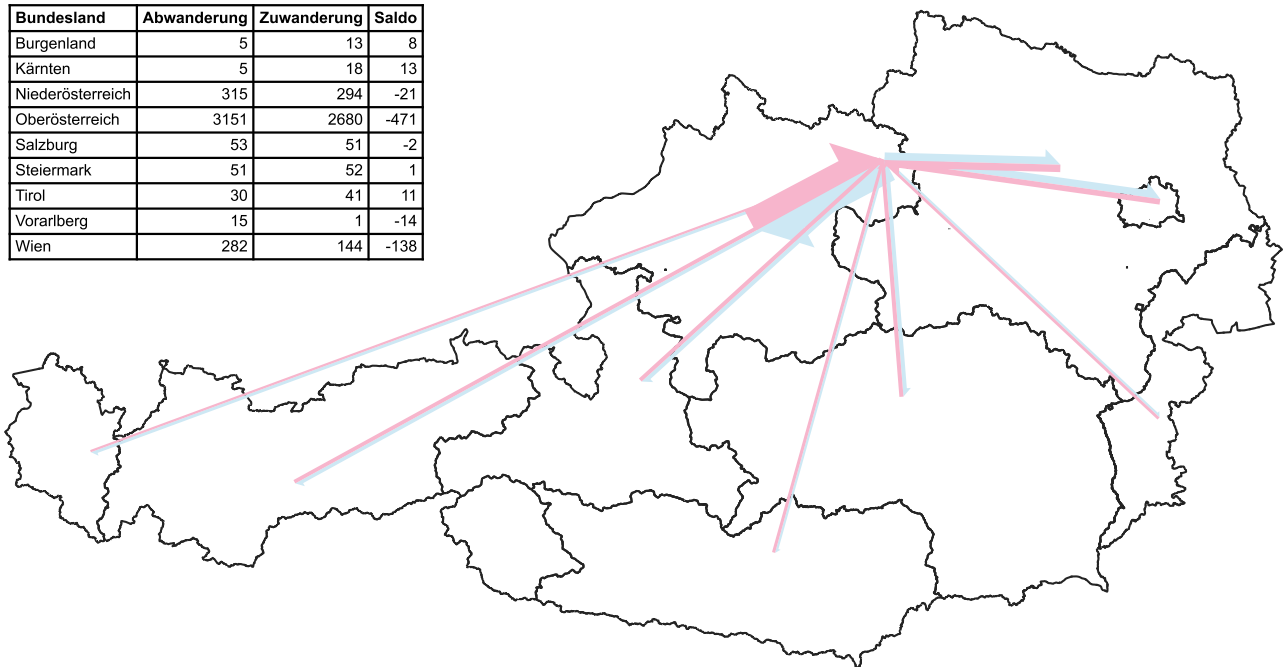 Bundesland Abwanderung Zuwanderung Saldo
Burgenland 5 13 8
Kärnten 5 18 13
Niederösterreich 315 294 -21
Oberösterreich 3151 2680 -471
Salzburg 53 51 -2
Steiermark 51 52 1
Tirol 30 41 11
Vorarlberg 15 1 -14
Wien 282 144 -138